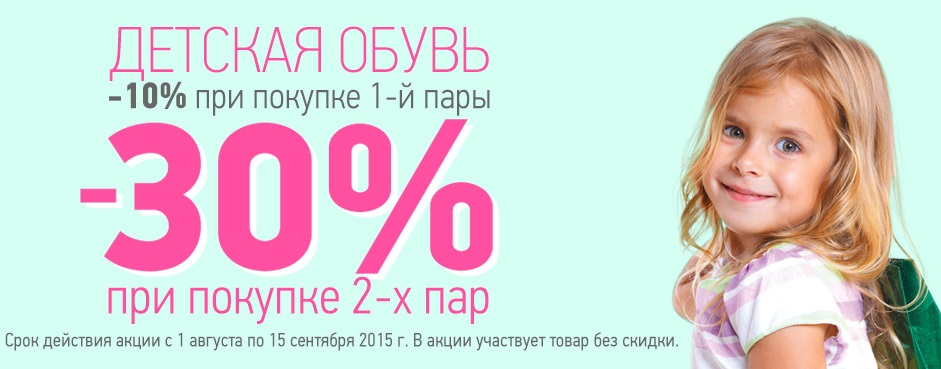 ДЕТСКАЯ ОБУВЬ
-10% при покупке 1-й пары
-30%
при покупке 2-х пар
Срок действия акции с 1 августа по 15 сентября 2015 г. В акции участвует товар без скидки.